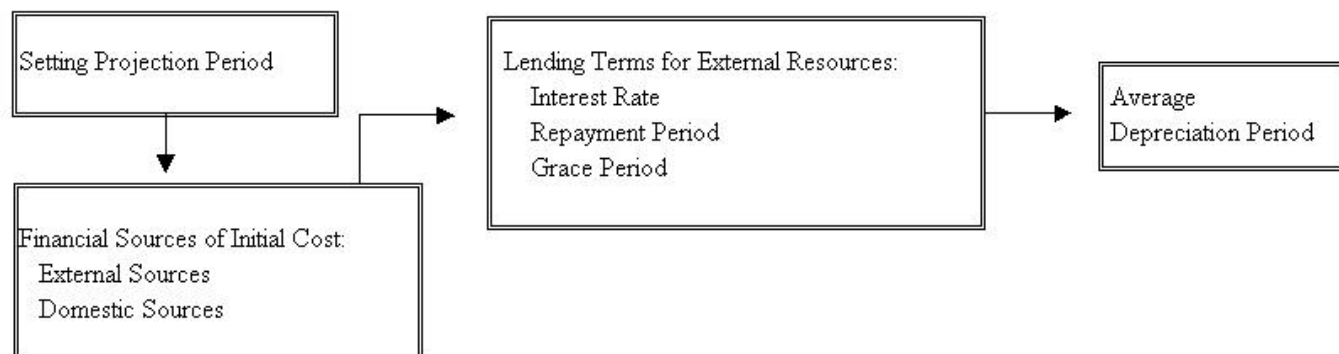 Setting Projection Period
Financial Sources of Initial Cost:
External Sources
Domestic Sources
Lending Terms for External Resources:
Interest Rate
Repayment Period
Grace Period
Average
Depreciation Period